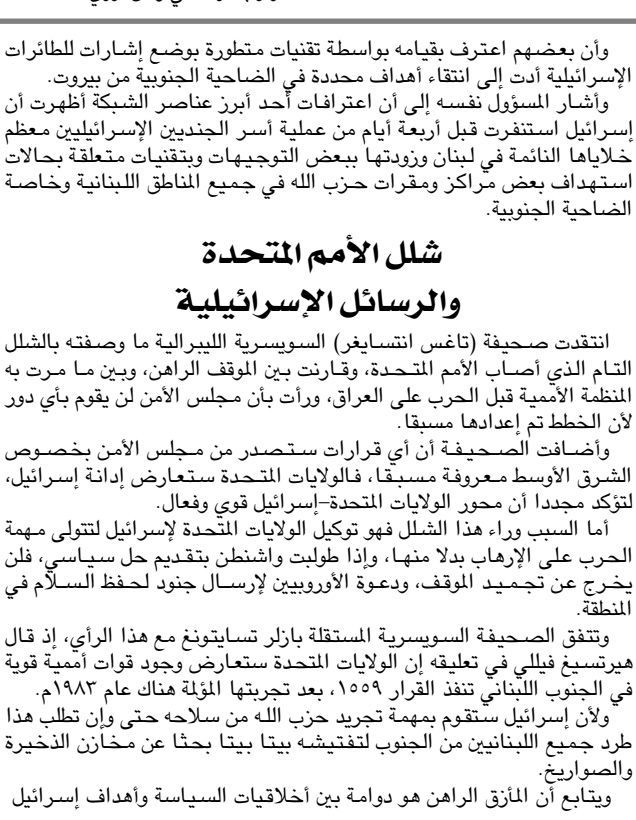 وأن بعضهم اعترف بقيامه بواسطة تقنيات متطورة بوضع إشارات للطائرات
الإسرائيلية أدت إلى انتقاء أهداف محددة في الضاحية الجنوبية من بيروت.
وأشار المسؤول نفسه إلى أن اعترافات أحد أبرز عناصر الشبكة أظهرت أن
إسرائيل استنفرت قبل أربعة أيام من عملية أسر الجنديين الإسرائيليين معظم
خلاياها النائمة في لبنان وزودتها ببعض التوجيهات وبتقنيات متعلقة بحالات
استهداف بعض مراكز ومقرات حزب الله في جميع المناطق اللبنانية وخاصة
الضاحية الجنوبية.
شلل الأمم المتحدة
والرسائل الإسرائيلية
انتقدت صحيفة (تاغس انتسايغر) السويسرية الليبرالية ما وصفته بالشلل
التام الذي أصاب الأمم المتحدة، وقارنت بين الموقف الراهن، وبين ما مرت به
المنظمة الأممية قبل الحرب على العراق، ورأت بأن مجلس الأمن لن يقوم بأي دور
لأن الخطط تم إعدادها مسبقا.
وأضافت الصحيفة أن أي قرارات ستصدر من مجلس الأمن بخصوص
الشرق الأوسط معروفة مسبقا، فالولايات المتحدة ستعارض إدانة إسرائيل،
لتؤكد مجددا أن محور الولايات المتحدة–إسرائيل قوي وفعال.
أما السبب وراء هذا الشلل فهو توكيل الولايات المتحدة لإسرائيل لتتولى مهمة
الحرب على الإرهاب بدلا منها، وإذا طولبت واشنطن بتقديم حل سياسي، فلن
يخرج عن تجميد الموقف، ودعوة الأوروبيين لإرسال جنود لحفظ السلام في
المنطقة.
وتتفق الصحيفة السويسرية المستقلة بازلر تسايتونغ مع هذا الرأي، إذ قال
هيرتسيغ فيللي في تعليقه إن الولايات المتحدة ستعارض وجود قوات أممية قوية
في الجنوب اللبناني تنفذ القرار ١٥٥٩، بعد تجربتها المؤلمة هناك عام ١٩٨٣م.
ولأن إسرائيل ستقوم بمهمة تجريد حزب الله من سلاحه حتى وإن تطلب هذا
طرد جميع اللبنانيين من الجنوب لتفتيشه بيتا بيتا بحثا عن مخازن الذخيرة
والصواريخ.
ويتابع أن المأزق الراهن هو دوامة بين أخلاقيات السياسة وأهداف إسرائيل